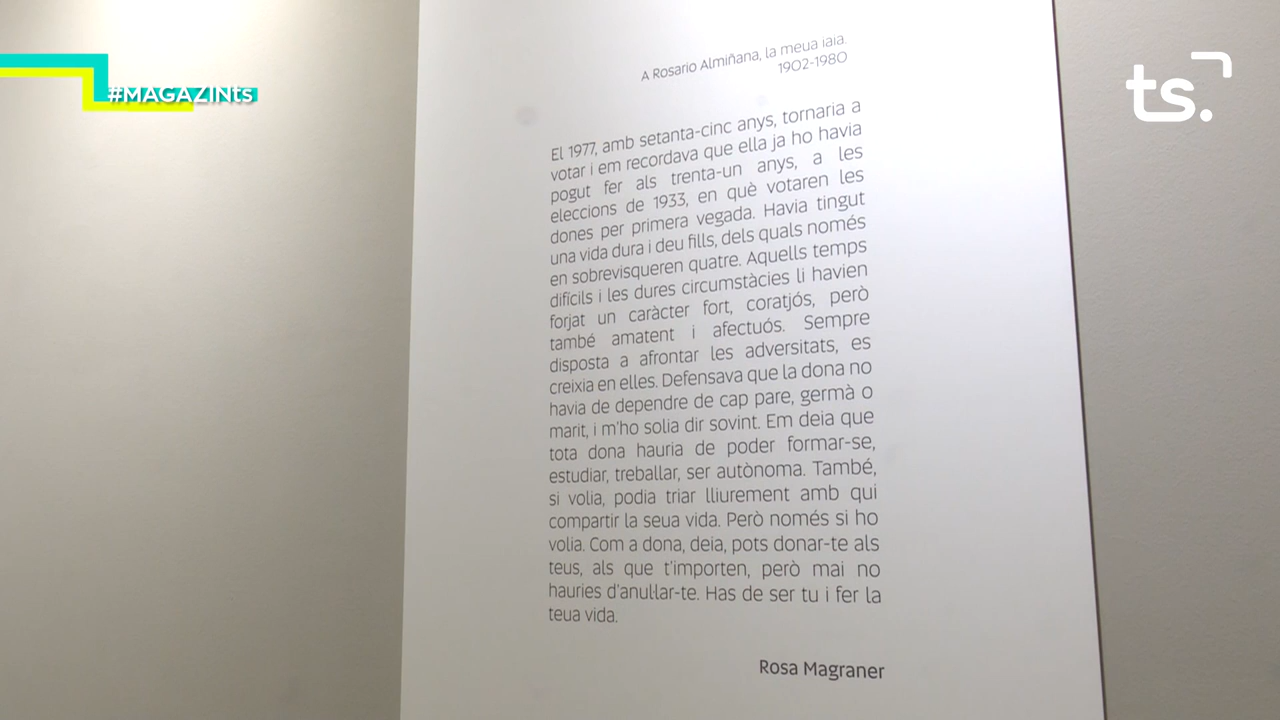 #MAGAZINts
ts.
A Rosario Almiñana, la meua iaia.
1902-1980
El 1977, amb setanta-cinc anys, tornaria a
votar i em recordava que ella ja ho havia
pogut fer als trenta-un anys, a les
eleccions de 1933, en què votaren les
dones per primera vegada. Havia tingut
una vida dura i deu fills, dels quals només
en sobrevisqueren quatre. Aquells temps
difícils i les dures circumstàcies li havien
forjat un caràcter fort, coratjós, però
també amatent i afectuós. Sempre
disposta a afrontar les adversitats, es
creixia en elles. Defensava que la dona no
havia de dependre de cap pare, germà o
marit, i m'ho solia dir sovint. Em deia que
tota dona hauria de poder formar-se,
estudiar, treballar, ser autònoma. També,
si volia, podia triar lliurement amb qui
compartir la seua vida. Però només si ho
volia. Com a dona, deia, pots donar-te als
teus, als que t'importen, però mai no
hauries d'anul·lar-te. Has de ser tu i fer la
teua vida.
Rosa Magraner